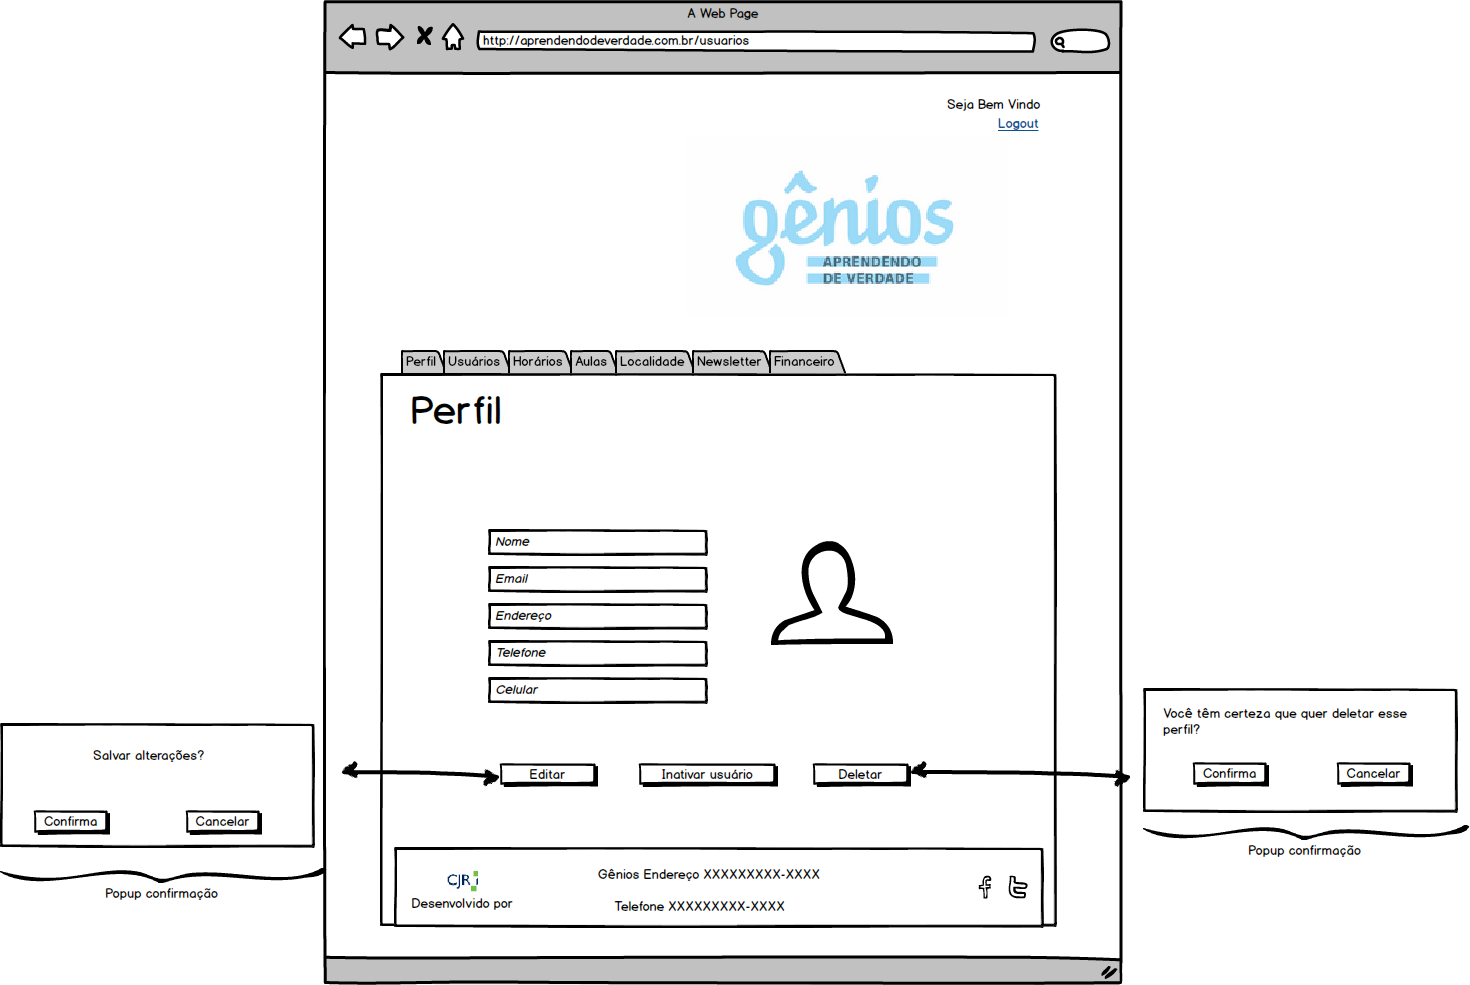 A Web Page
http://aprendendodeverdade.com.br/usuarios
Seja Bem Vindo
Logout
gênios
APRENDENDO
DE VERDADE
Perfil
Usuários
Horários
Aulas
Localidade
Newsletter
Financeiro
Perfil
Nome
Email
Endereço
Telefone
Celular
Editar
Inativar usuário
Deletar
Salvar alterações?
Confirma
Cancelar
Popup confirmação
Você têm certeza que quer deletar esse
perfil?
Confirma
Cancelar
Popup confirmação
CJR
Desenvolvido por
Gênios Endereço XXXXXXXXX-XXXX
Telefone XXXXXXXXX-XXXX